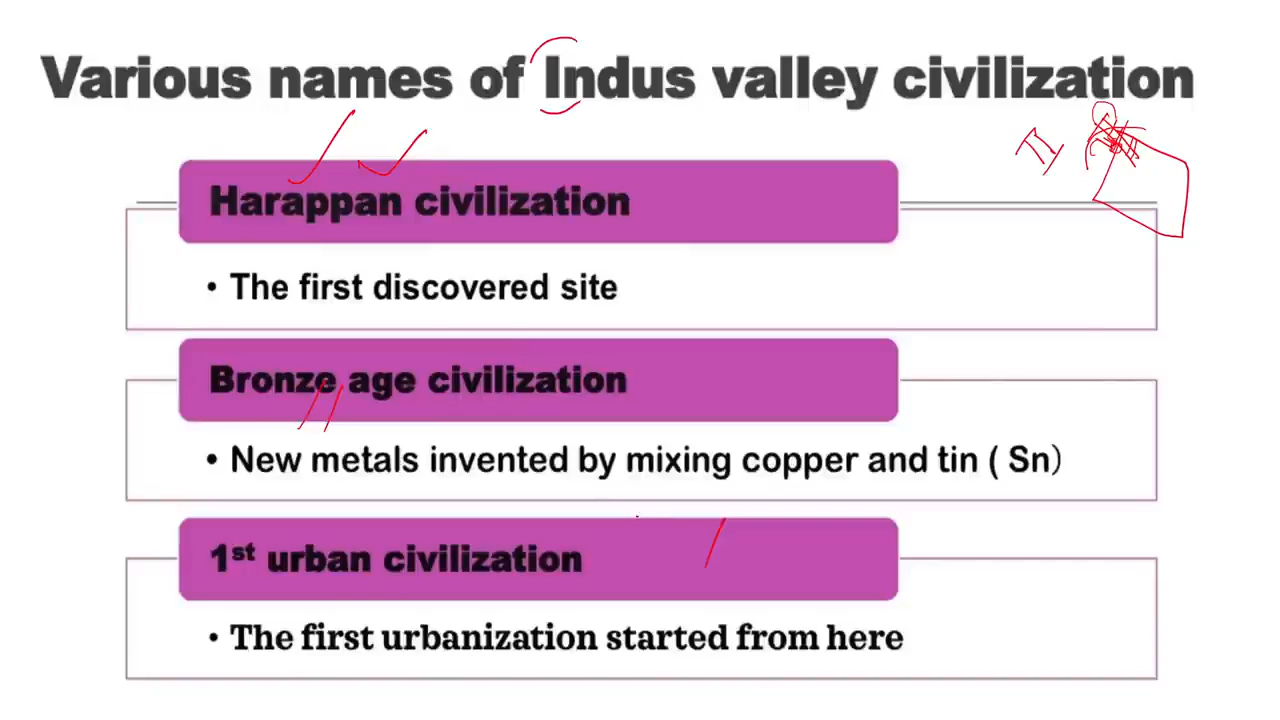 Various names of Indus valley civilization
Harappan civilization
• The first discovered site
Bronze age civilization
• New metals invented by mixing copper and tin ( Sn)
1st urban civilization
• The first urbanization started from here